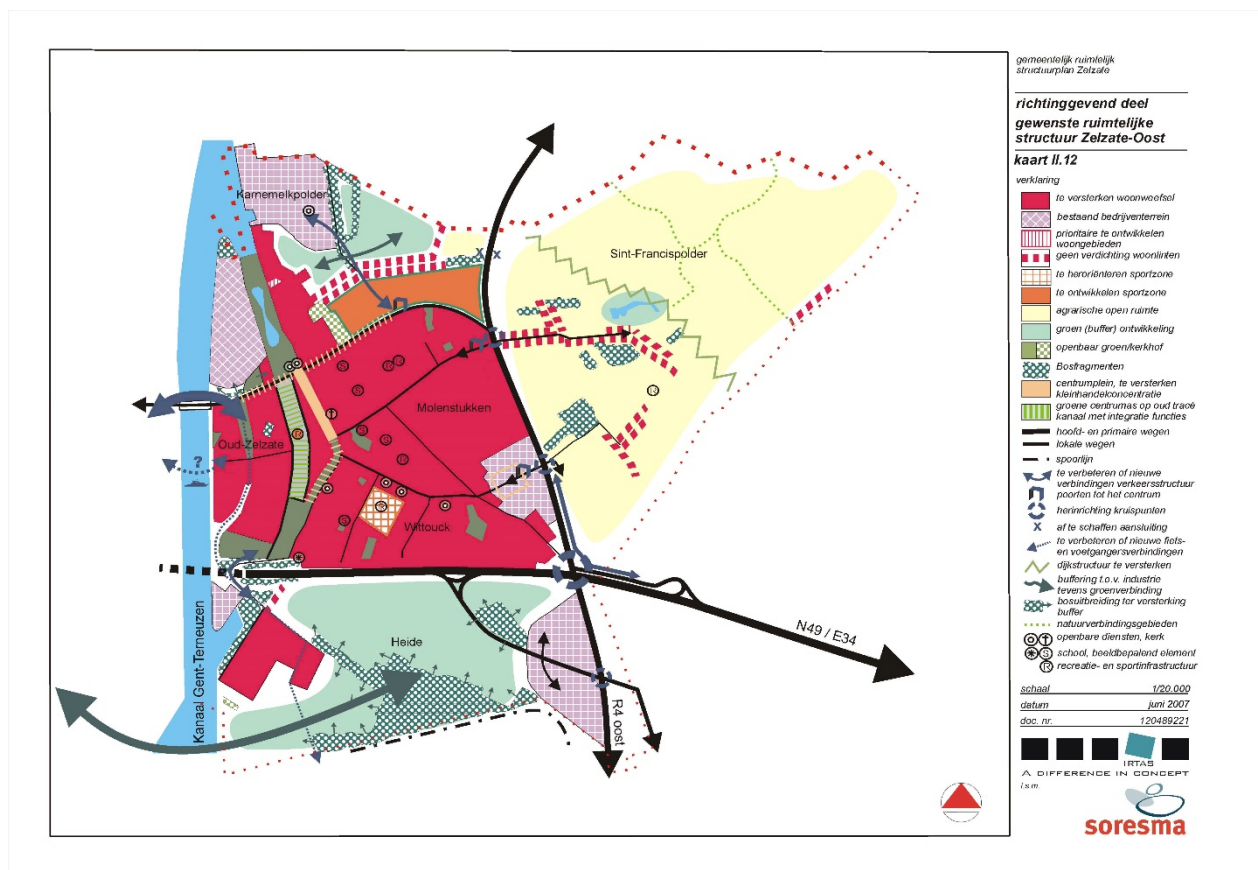 gemeentelijk ruimtelijk
structuurplan Zelzate
richtinggevend deel
gewenste ruimtelijke
structuur Zelzate-Oost
kaart II.12
verklaring
te versterken woonweefsel
bestaand bedrijventerrein
prioritaire te ontwikkelen
woongebieden
geen verdichting woonlinten
te heroriënteren sportzone
te ontwikkelen sportzone
agrarische open ruimte
groen (buffer) ontwikkeling
openbaar groen/kerkhof
Bosfragmenten
centrumplein, te versterken
kleinhandelconcentratie
groene centumas op oud tracé
kanaal met integratie functies
hoofd- en primaire wegen
lokale wegen
spoorlijn
te verbeteren of nieuwe
verbindingen verkeersstructuur
poorten tot het centrum
herinrichting kruispunten
X
af te schaffen aansluiting
te verbeteren of nieuwe fiets-
en voetgangersverbindingen
dijkstructuur te versterken
buffering t.o.v. industrie
tevens groenverbinding
bosuitbreiding ter versterking
buffer
natuurverbindingsgebieden
openbare diensten, kerk
S
school, beeldbepalend element
R
recreatie- en sportinfrastructuur
schaal 1/20.000
datum juni 2007
doc. nr. 120489221
IRTAS
A DIFFERENCE IN CONCEPT
i.s.m.
soresma
Karnemelkpolder
Sint-Francispolder
X X
Molenstukken
Oud-Zelzate
?
Wittouck
Heide
N49 / E34
R4 oost
Kanaal Gent-Terneuzen
S
R
R
S
S
S
R
R
R
S
R